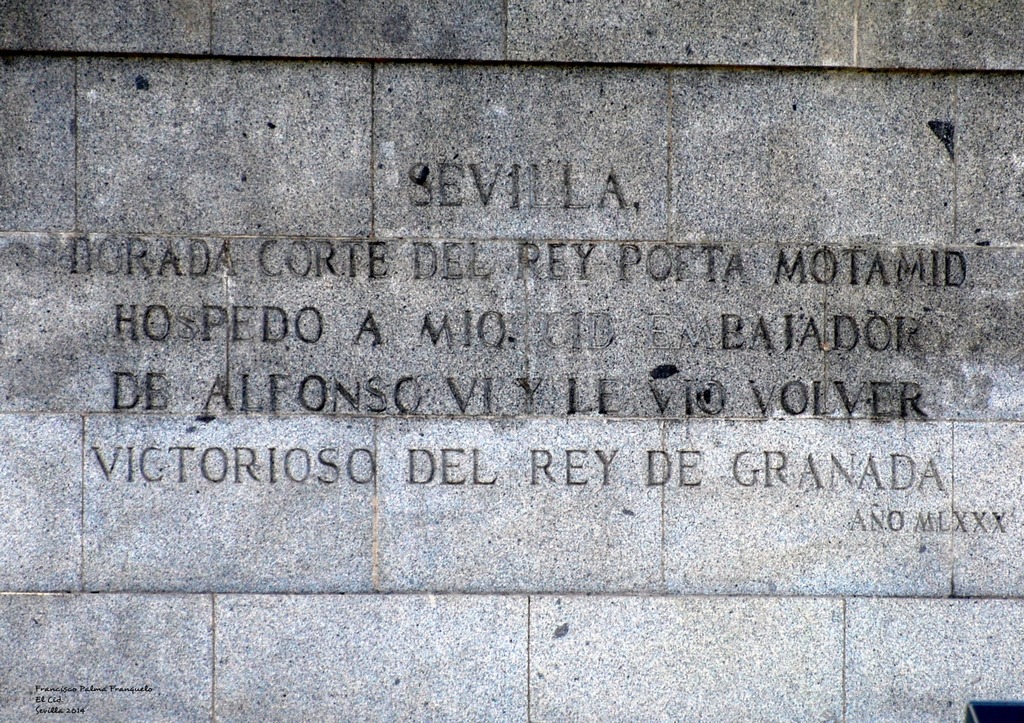 SEVILLA,
DORADA CORTE DEL REY POETA MOTAMID
HOSPEDO A MIO CID EMBAJADOR
DE ALFONSO VI Y LE VIO VOLVER
VICTORIOSO DEL REY DE GRANADA
AÑO MLXXX
Francisco Palma Franquelo
El Cid.
Sevilla 2014